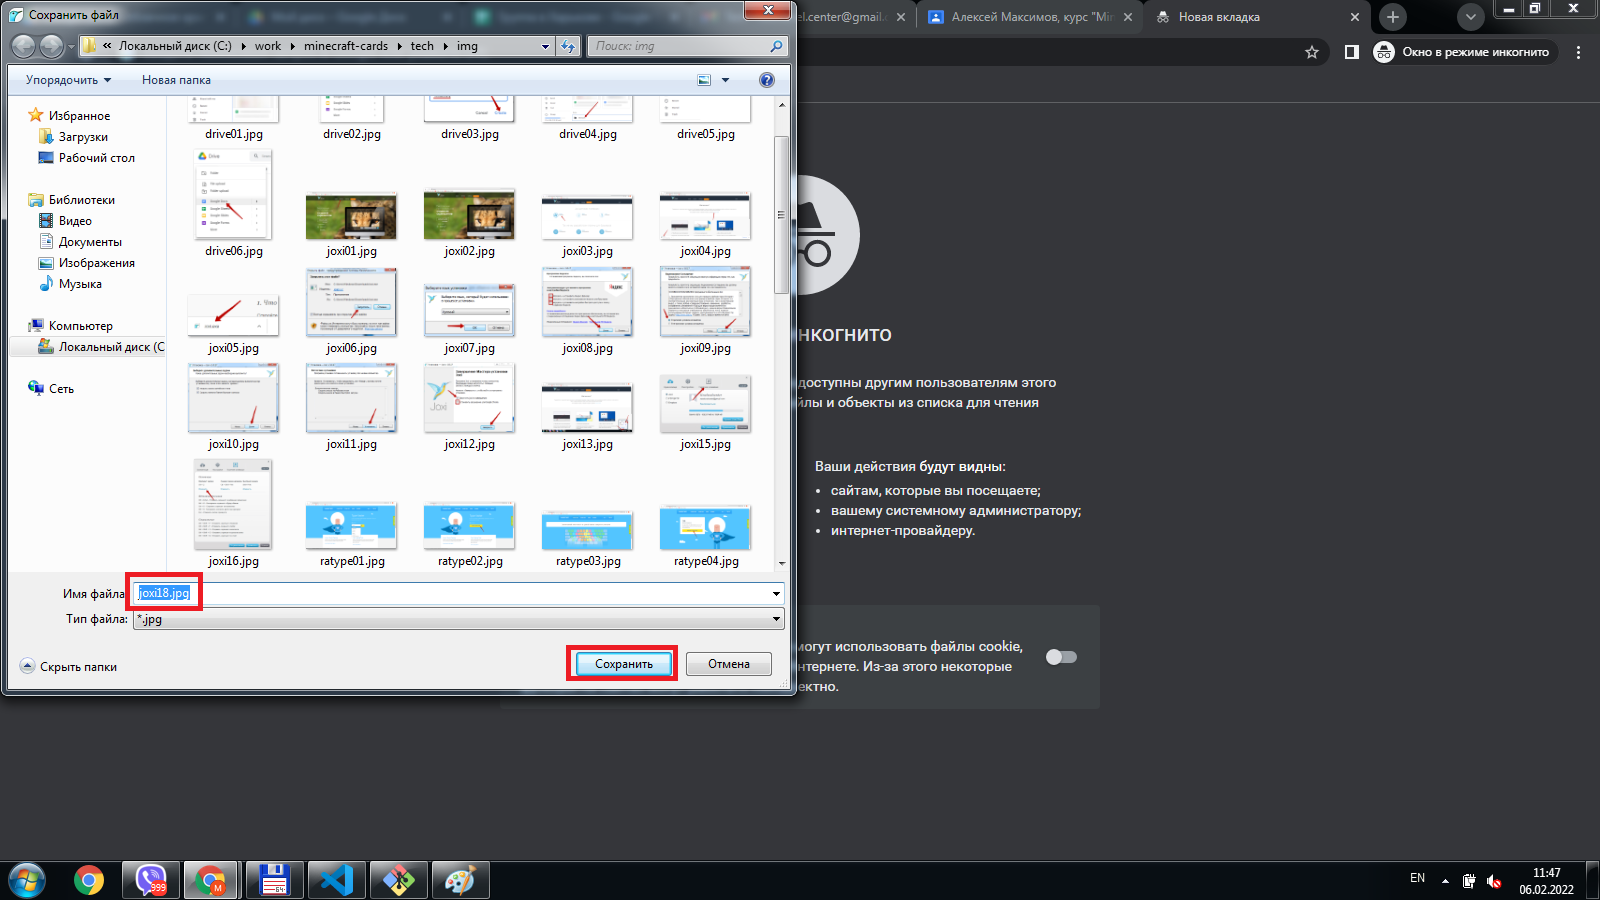 Сохранить файл
« Локальный диск (C:) work minecraft-cards tech img
Поиск: img
Упорядочить
Новая папка
Избранное
Загрузки
Рабочий стол
Библиотеки
Видео
Документы
Изображения
Музыка
Компьютер
Локальный диск (C
Сеть
drive01.jpg drive02.jpg drive03.jpg drive04.jpg drive05.jpg
drive06.jpg joxi01.jpg joxi02.jpg joxi03.jpg joxi04.jpg
joxi05.jpg joxi06.jpg joxi07.jpg joxi08.jpg joxi09.jpg
joxi10.jpg joxi11.jpg joxi12.jpg joxi13.jpg joxi15.jpg
joxi16.jpg ratype01.jpg ratype02.jpg ratype03.jpg ratype04.jpg
Имя файла: joxi18.jpg
Тип файла: *.jpg
Скрыть папки
Сохранить
Отмена
el.center@gmail.
Алексей Максимов, курс "Min
Новая вкладка
Окно в режиме инкогнито
НКОГНИТО
доступны другим пользователям этого
йлы и объекты из списка для чтения
Ваши действия будут видны:
• сайтам, которые вы посещаете;
• вашему системному администратору;
• интернет-провайдеру.
могут использовать файлы cookie,
нтернете. Из-за этого некоторые
ектно.
999
M
64
EN
11:47
06.02.2022